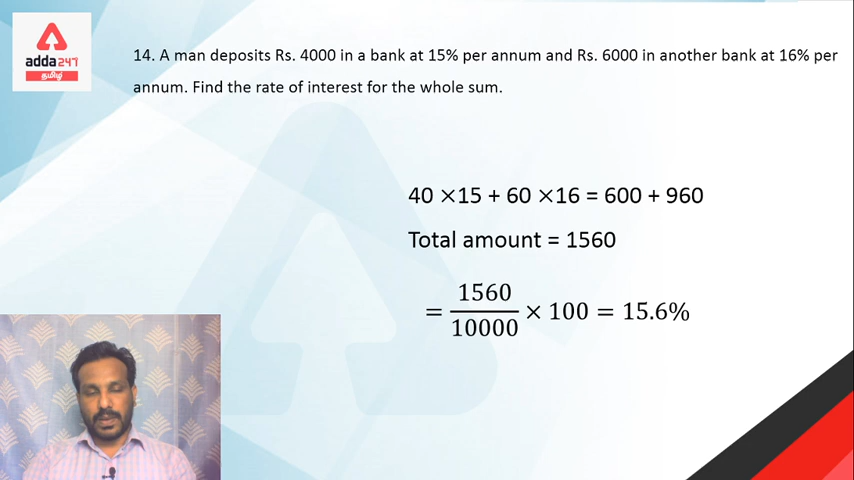 adda247
தமிழ்
14. A man deposits Rs. 4000 in a bank at 15% per annum and Rs. 6000 in another bank at 16% per
annum. Find the rate of interest for the whole sum.
40 ×15 + 60 ×16 = 600 + 960
Total amount = 1560
= 1560/10000 × 100 = 15.6%